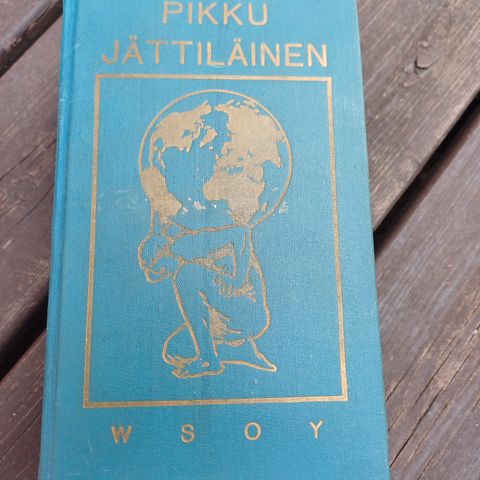 PIKKU
JÄTTILÄINEN
W S O Y